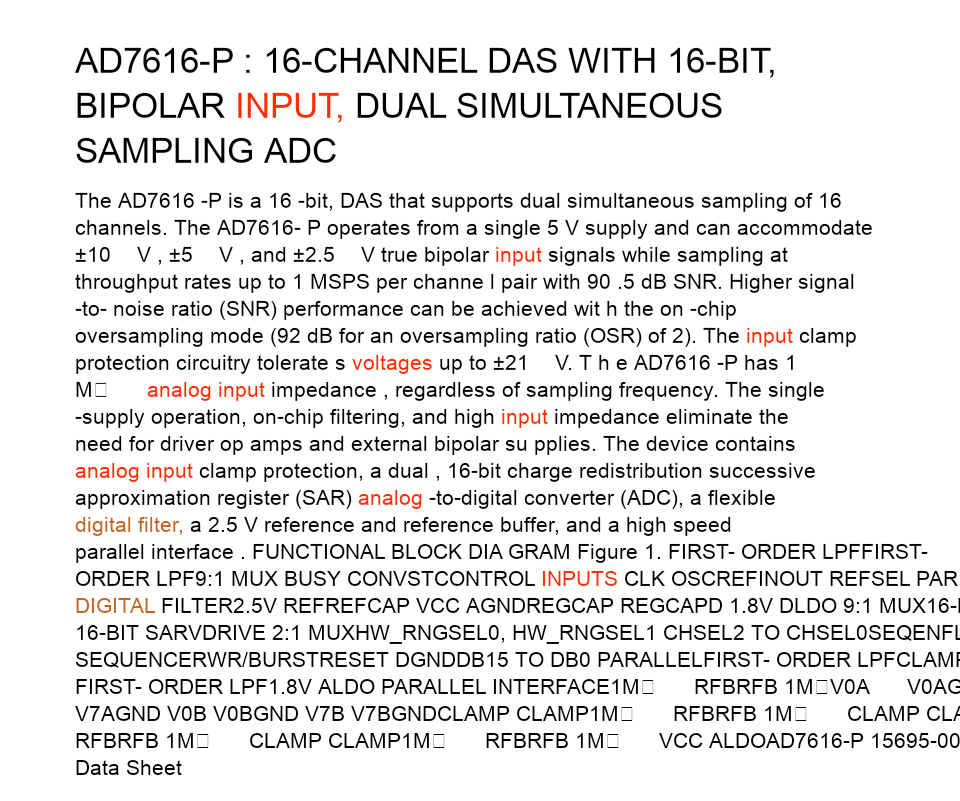 AD7616-P : 16-CHANNEL DAS WITH 16-BIT,
BIPOLAR INPUT, DUAL SIMULTANEOUS
SAMPLING ADC
The AD7616 -P is a 16 -bit, DAS that supports dual simultaneous sampling of 16
channels. The AD7616- P operates from a single 5 V supply and can accommodate
±10 V , ±5 V , and ±2.5 V true bipolar input signals while sampling at
throughput rates up to 1 MSPS per channe l pair with 90 .5 dB SNR. Higher signal
-to- noise ratio (SNR) performance can be achieved wit h the on -chip
oversampling mode (92 dB for an oversampling ratio (OSR) of 2). The input clamp
protection circuitry tolerate s voltages up to ±21 V. T h e AD7616 -P has 1
M□ analog input impedance , regardless of sampling frequency. The single
-supply operation, on-chip filtering, and high input impedance eliminate the
need for driver op amps and external bipolar su pplies. The device contains
analog input clamp protection, a dual , 16-bit charge redistribution successive
approximation register (SAR) analog -to-digital converter (ADC), a flexible
digital filter, a 2.5 V reference and reference buffer, and a high speed
parallel interface . FUNCTIONAL BLOCK DIA GRAM Figure 1. FIRST- ORDER LPFFIRST-
ORDER LPF9:1 MUX BUSY CONVSTCONTROL INPUTS CLK OSCREFINOUT REFSEL PAR
DIGITAL FILTER2.5V REFREFCAP VCC AGNDREGCAP REGCAPD 1.8V DLDO 9:1 MUX16-
16-BIT SARVDRIVE 2:1 MUXHW_RNGSEL0, HW_RNGSEL1 CHSEL2 TO CHSEL0SEQENFL
SEQUENCERWR/BURSTRESET DGNDDB15 TO DB0 PARALLELFIRST- ORDER LPFCLAMP
FIRST- ORDER LPF1.8V ALDO PARALLEL INTERFACE1M□ RFBRFB 1M□V0A V0AG
V7AGND V0B V0BGND V7B V7BGNDCLAMP CLAMP1M□ RFBRFB 1M□ CLAMP CLA
RFBRFB 1M□ CLAMP CLAMP1M□ RFBRFB 1M□ VCC ALDOAD7616-P 15695-00
Data Sheet